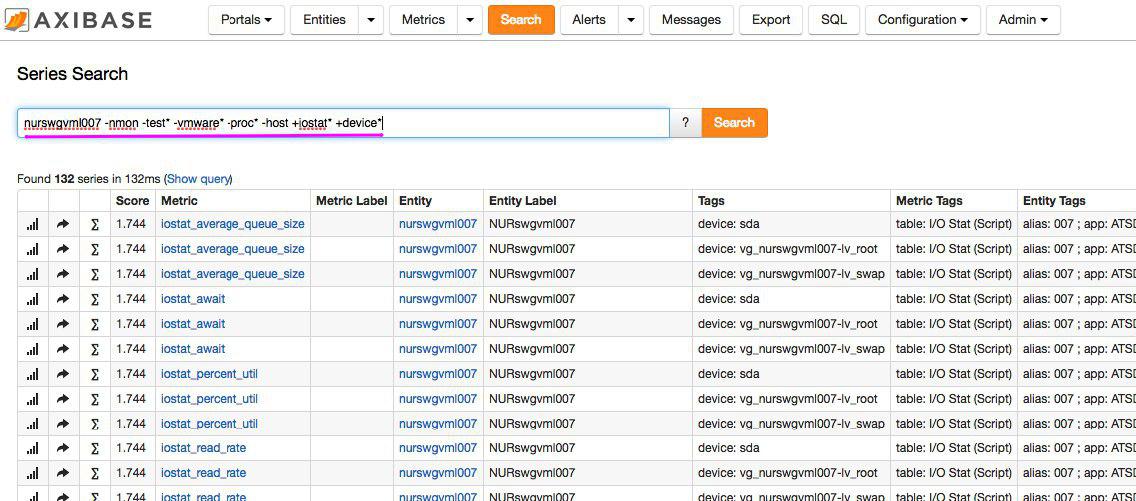 AXIBASE Portals Entities Metrics Search Alerts Messages Export SQL Configuration Admin
Series Search
nurswgvml007 -nmon -test* -vmware* -proc* -host +iostat* +device* ? Search
Found 132 series in 132ms (Show query)
Score Metric Metric Label Entity Entity Label Tags Metric Tags Entity Tags
Σ 1.744 iostat_average_queue_size nurswgvml007 NURswgvml007 device: sda table: I/O Stat (Script) alias: 007 ; app: ATSD
Σ 1.744 iostat_average_queue_size nurswgvml007 NURswgvml007 device: vg_nurswgvml007-lv_root table: I/O Stat (Script) alias: 007 ; app: ATSD
Σ 1.744 iostat_average_queue_size nurswgvml007 NURswgvml007 device: vg_nurswgvml007-lv_swap table: I/O Stat (Script) alias: 007 ; app: ATSD
Σ 1.744 iostat_await nurswgvml007 NURswgvml007 device: sda table: I/O Stat (Script) alias: 007 ; app: ATSD
Σ 1.744 iostat_await nurswgvml007 NURswgvml007 device: vg_nurswgvml007-lv_root table: I/O Stat (Script) alias: 007 ; app: ATSD
Σ 1.744 iostat_await nurswgvml007 NURswgvml007 device: vg_nurswgvml007-lv_swap table: I/O Stat (Script) alias: 007 ; app: ATSD
Σ 1.744 iostat_percent_util nurswgvml007 NURswgvml007 device: sda table: I/O Stat (Script) alias: 007 ; app: ATSD
Σ 1.744 iostat_percent_util nurswgvml007 NURswgvml007 device: vg_nurswgvml007-lv_root table: I/O Stat (Script) alias: 007 ; app: ATSD
Σ 1.744 iostat_percent_util nurswgvml007 NURswgvml007 device: vg_nurswgvml007-lv_swap table: I/O Stat (Script) alias: 007 ; app: ATSD
Σ 1.744 iostat_read_rate nurswgvml007 NURswgvml007 device: sda table: I/O Stat (Script) alias: 007 ; app: ATSD
Σ 1.744 iostat_read_rate nurswgvml007 NURswgvml007 device: vg_nurswgvml007-lv_root table: I/O Stat (Script) alias: 007 ; app: ATSD
Σ 1.744 iostat_read_rate nurswgvml007 NURswgvml007 device: vg_nurswgvml007-lv_swap table: I/O Stat (Script) alias: 007 ; app: ATSD